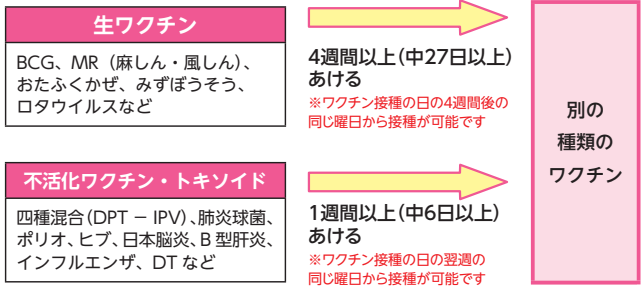 生ワクチン
BCG、MR（麻しん・風しん）、
おたふくかぜ、みずぼうそう、
ロタウイルスなど
4週間以上（中27日以上）
あける
※ワクチン接種の日の4週間後の
同じ曜日から接種が可能です
不活化ワクチン・トキソイド
四種混合（DPT － IPV）、肺炎球菌、
ポリオ、ヒブ、日本脳炎、B 型肝炎、
インフルエンザ、DT など
1週間以上（中6日以上）
あける
※ワクチン接種の日の翌週の
同じ曜日から接種が可能です
別の
種類の
ワクチン